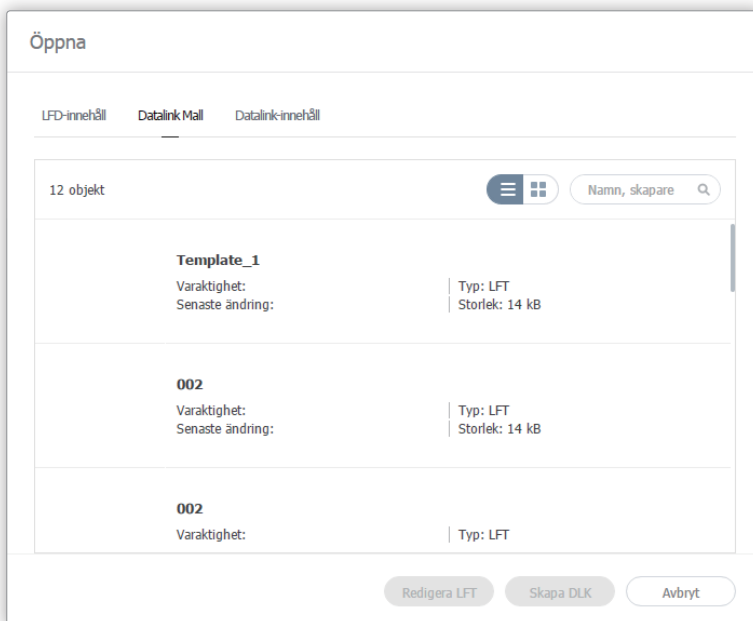 Öppna
LFD-innehåll Datalink Mall Datalink-innehåll
12 objekt Namn, skapare
Template_1
Varaktighet: Typ: LFT
Senaste ändring: Storlek: 14 kB
002
Varaktighet: Typ: LFT
Senaste ändring: Storlek: 14 kB
002
Varaktighet: Typ: LFT
Redigera LFT Skapa DLK Avbryt